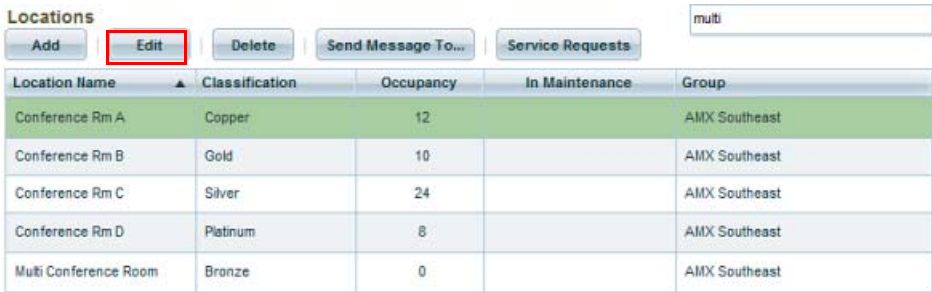 Locations
multi
Add Edit Delete Send Message To... Service Requests
Location Name Classification Occupancy In Maintenance Group
Conference Rm A Copper 12 AMX Southeast
Conference Rm B Gold 10 AMX Southeast
Conference Rm C Silver 24 AMX Southeast
Conference Rm D Platinum 8 AMX Southeast
Multi Conference Room Bronze 0 AMX Southeast